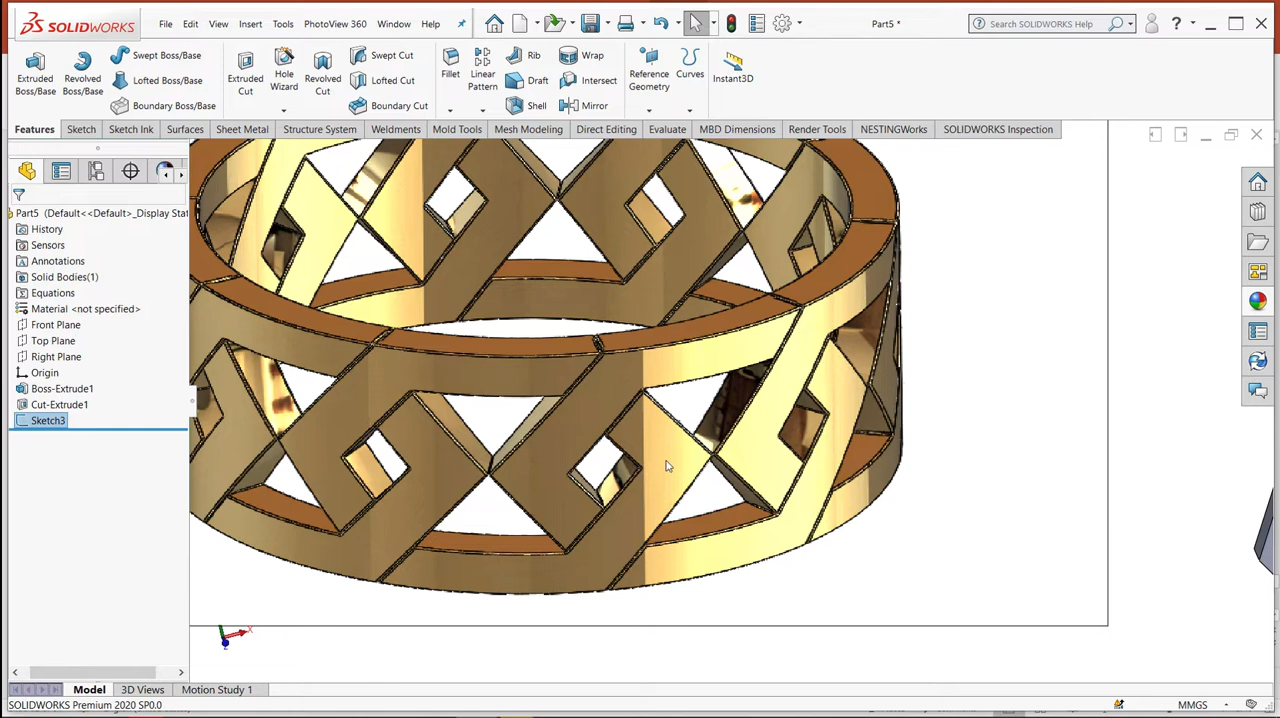 SOLIDWORKS File Edit View Insert Tools PhotoView 360 Window Help Part5 * Search SOLIDWORKS Help ?
Extruded Boss/Base
Revolved Boss/Base
Swept Boss/Base
Lofted Boss/Base
Boundary Boss/Base
Extruded Cut
Hole Wizard
Revolved Cut
Swept Cut
Lofted Cut
Boundary Cut
Fillet
Linear Pattern
Rib
Draft
Shell
Wrap
Intersect
Mirror
Reference Geometry
Curves
Instant3D
Features Sketch Sketch Ink Surfaces Sheet Metal Structure System Weldments Mold Tools Mesh Modeling Direct Editing Evaluate MBD Dimensions Render Tools NESTINGWorks SOLIDWORKS Inspection
Part5 (Default<<Default>_Display Stat
History
Sensors
Annotations
Solid Bodies(1)
Equations
Material <not specified>
Front Plane
Top Plane
Right Plane
Origin
Boss-Extrude1
Cut-Extrude1
Sketch3
X
Z
Model 3D Views Motion Study 1
SOLIDWORKS Premium 2020 SP0.0 MMGS